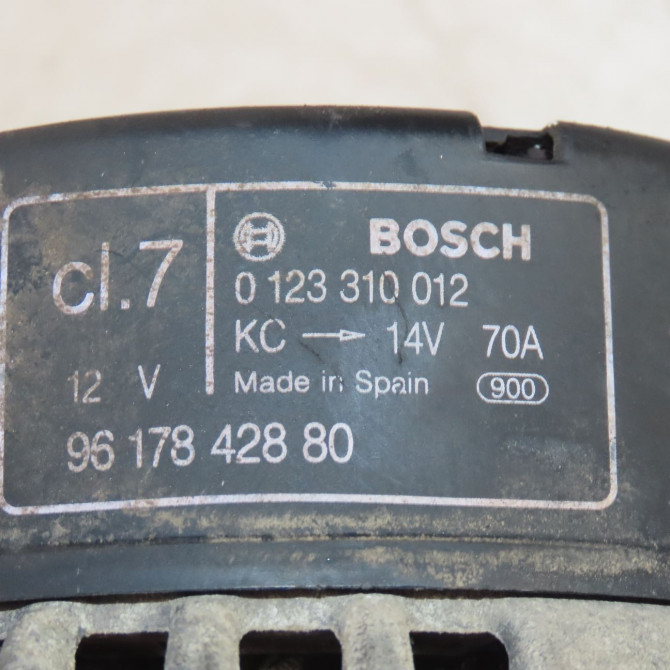 cl.7
12 V
BOSCH
0 123 310 012
KC → 14V 70A
Made in Spain 900
96 178 428 80